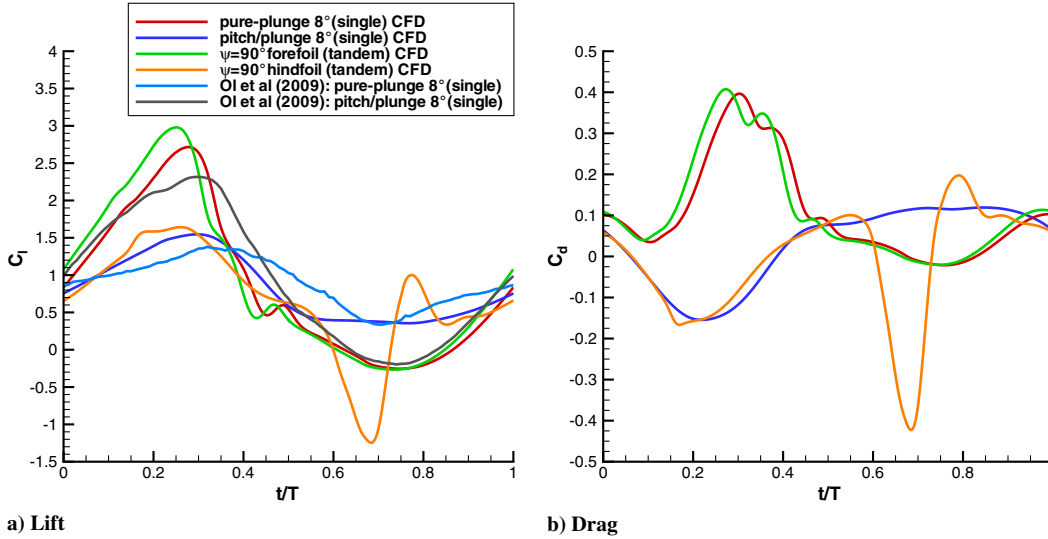 pure-plunge 8°(single) CFD
pitch/plunge 8°(single) CFD
ψ=90°forefoil (tandem) CFD
ψ=90°hindfoil (tandem) CFD
Ol et al (2009): pure-plunge 8°(single)
Ol et al (2009): pitch/plunge 8°(single)
4
3.5
3
2.5
2
1.5
1
0.5
0
-0.5
-1
-1.5
Cl
0 0.2 0.4 0.6 0.8 1
t/T
a) Lift
0.5
0.4
0.3
0.2
0.1
0
-0.1
-0.2
-0.3
-0.4
-0.5
Cd
0 0.2 0.4 0.6 0.8
t/T
b) Drag